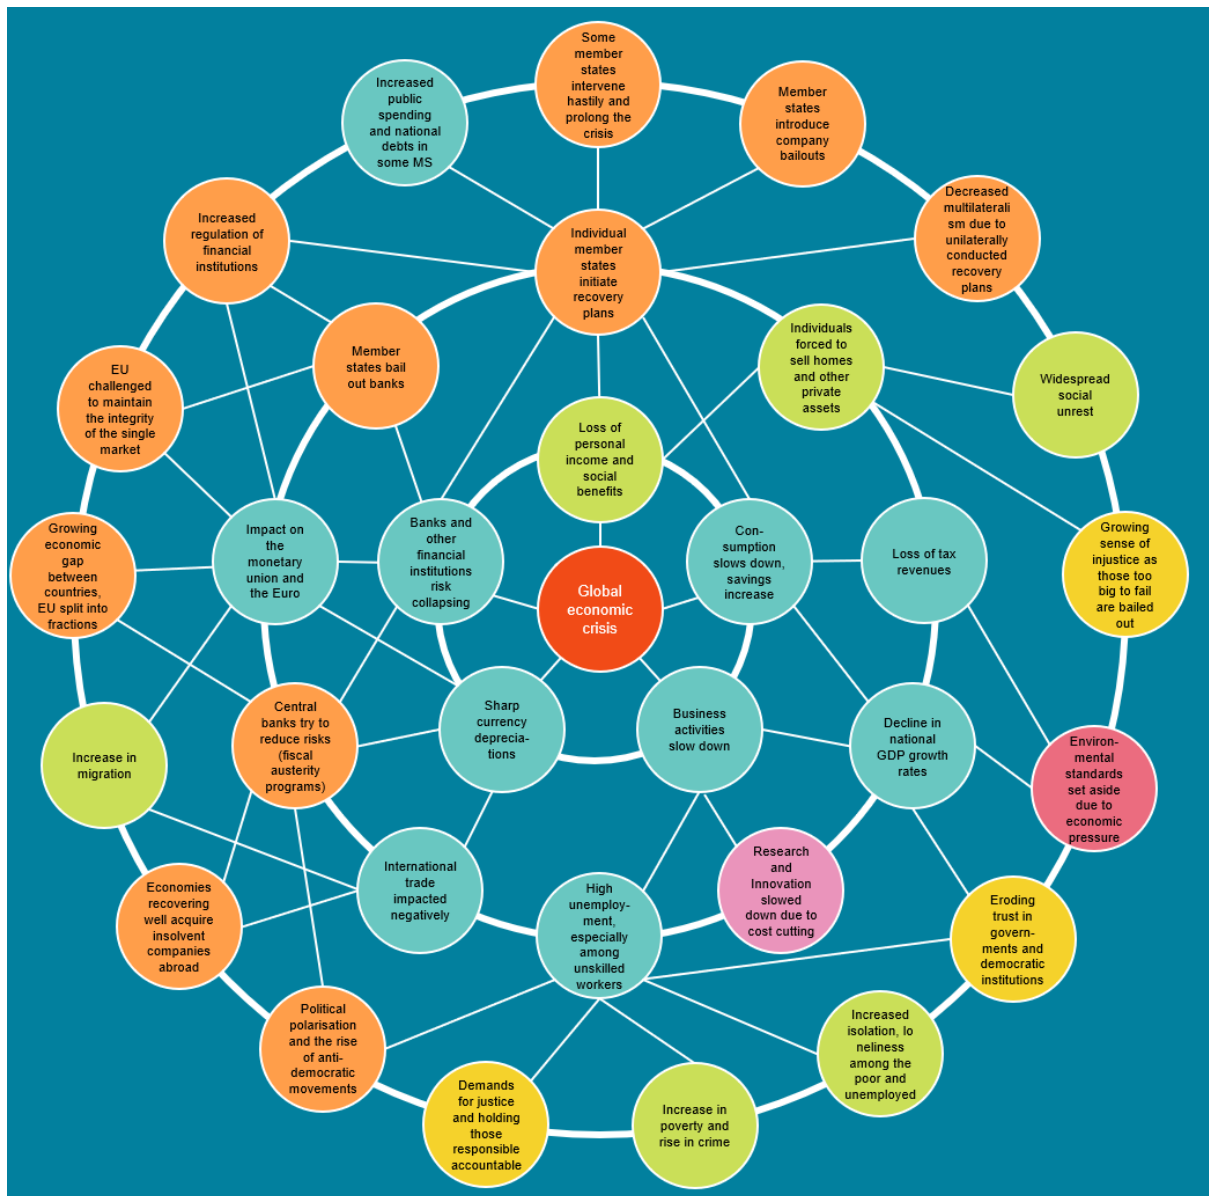 Some
member
states
intervene
hastily and
prolong the
crisis
Increased
public
spending
and national
debts in
some MS
Member
states
introduce
company
bailouts
Increased
regulation of
financial
institutions
Individual
member
states
initiate
recovery
plans
Decreased
multilaterali
sm due to
unilaterally
conducted
recovery
plans
EU
challenged
to maintain
the integrity
of the single
market
Member
states bail
out banks
Individuals
forced to
sell homes
and other
private
assets
Widespread
social
unrest
Loss of
personal
income and
social
benefits
Growing
economic
gap
between
countries,
EU split into
fractions
Impact on
the
monetary
union and
the Euro
Banks and
other
financial
institutions
risk
collapsing
Global
economic
crisis
Con-
sumption
slows down,
savings
increase
Loss of tax
revenues
Growing
sense of
injustice as
those too
big to fail
are bailed
out
Increase in
migration
Central
banks try to
reduce risks
(fiscal
austerity
programs)
Sharp
currency
deprecia-
tions
Business
activities
slow down
Decline in
national
GDP growth
rates
Environ-
mental
standards
set aside
due to
economic
pressure
Economies
recovering
well acquire
insolvent
companies
abroad
International
trade
impacted
negatively
High
unemploy-
ment,
especially
among
unskilled
workers
Research
and
Innovation
slowed
down due to
cost cutting
Eroding
trust in
govern-
ments and
democratic
institutions
Political
polarisation
and the rise
of anti-
democratic
movements
Demands
for justice
and holding
those
responsible
accountable
Increase in
poverty and
rise in crime
Increased
isolation, lo
neliness
among the
poor and
unemployed